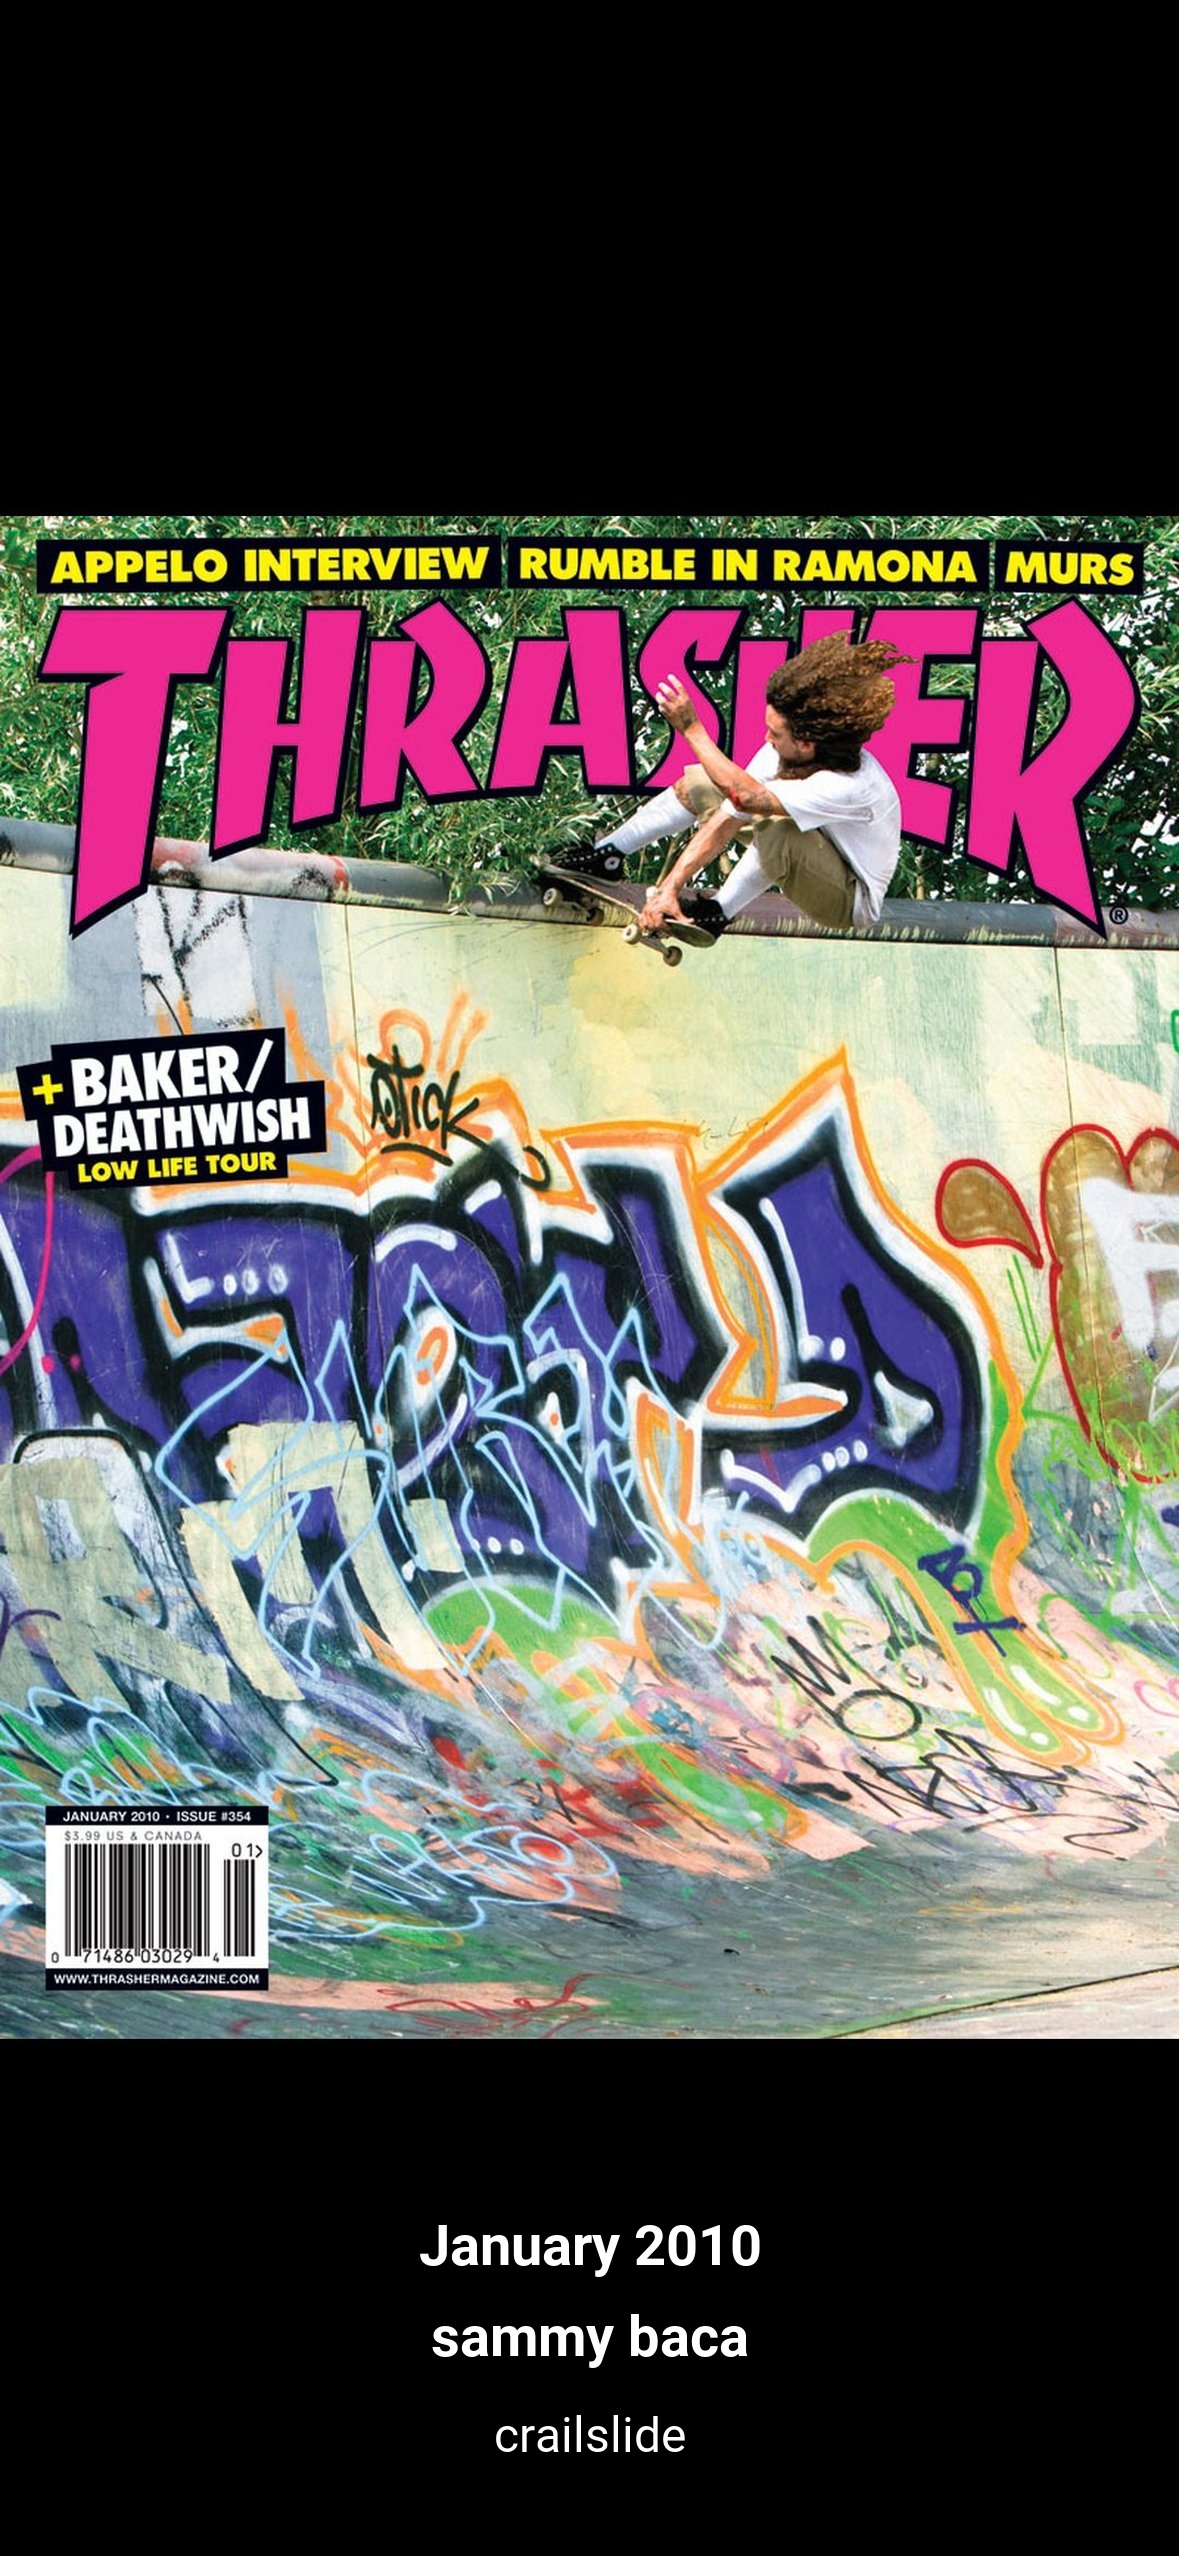 APPELO INTERVIEW RUMBLE IN RAMONA MURS
THRASHER
®
+ BAKER/
DEATHWISH
LOW LIFE TOUR
STICK
JANUARY 2010 · ISSUE #354
$3.99 US & CANADA
01>
0 71486 03029 4
WWW.THRASHERMAGAZINE.COM
January 2010
sammy baca
crailslide